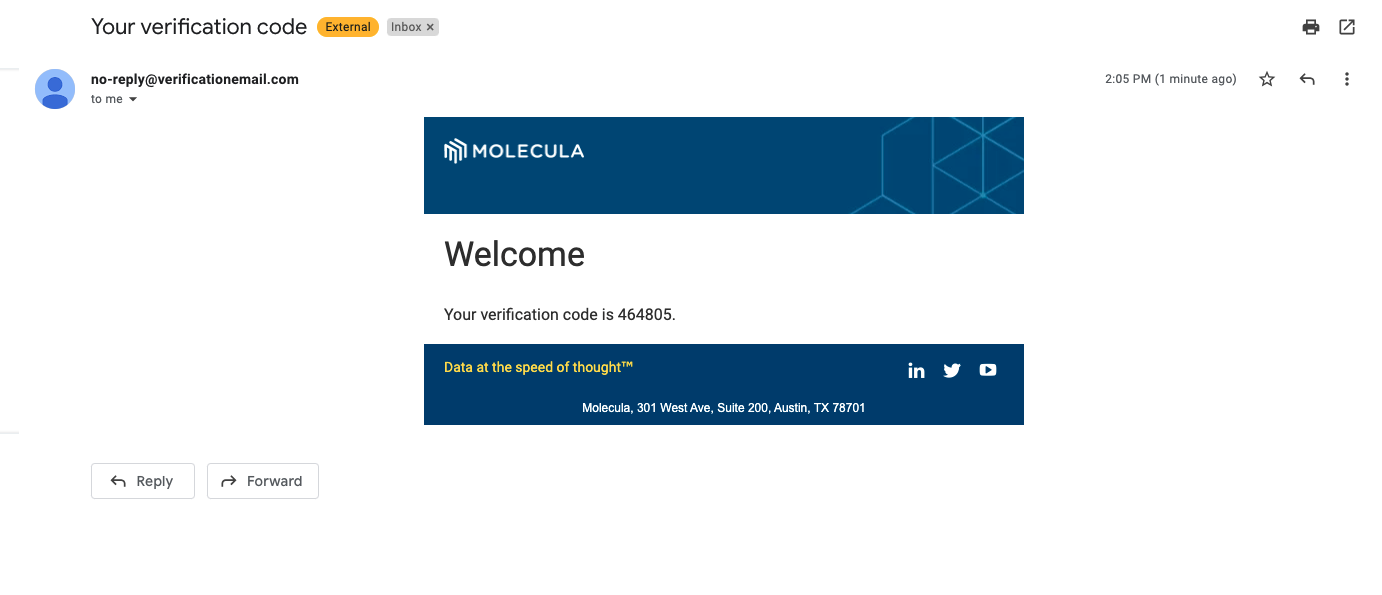 Your verification code External Inbox ×
no-reply@verificationemail.com 2:05 PM (1 minute ago)
to me
MOLECULA
Welcome
Your verification code is 464805.
Data at the speed of thought™ in
Molecula, 301 West Ave, Suite 200, Austin, TX 78701
Reply Forward